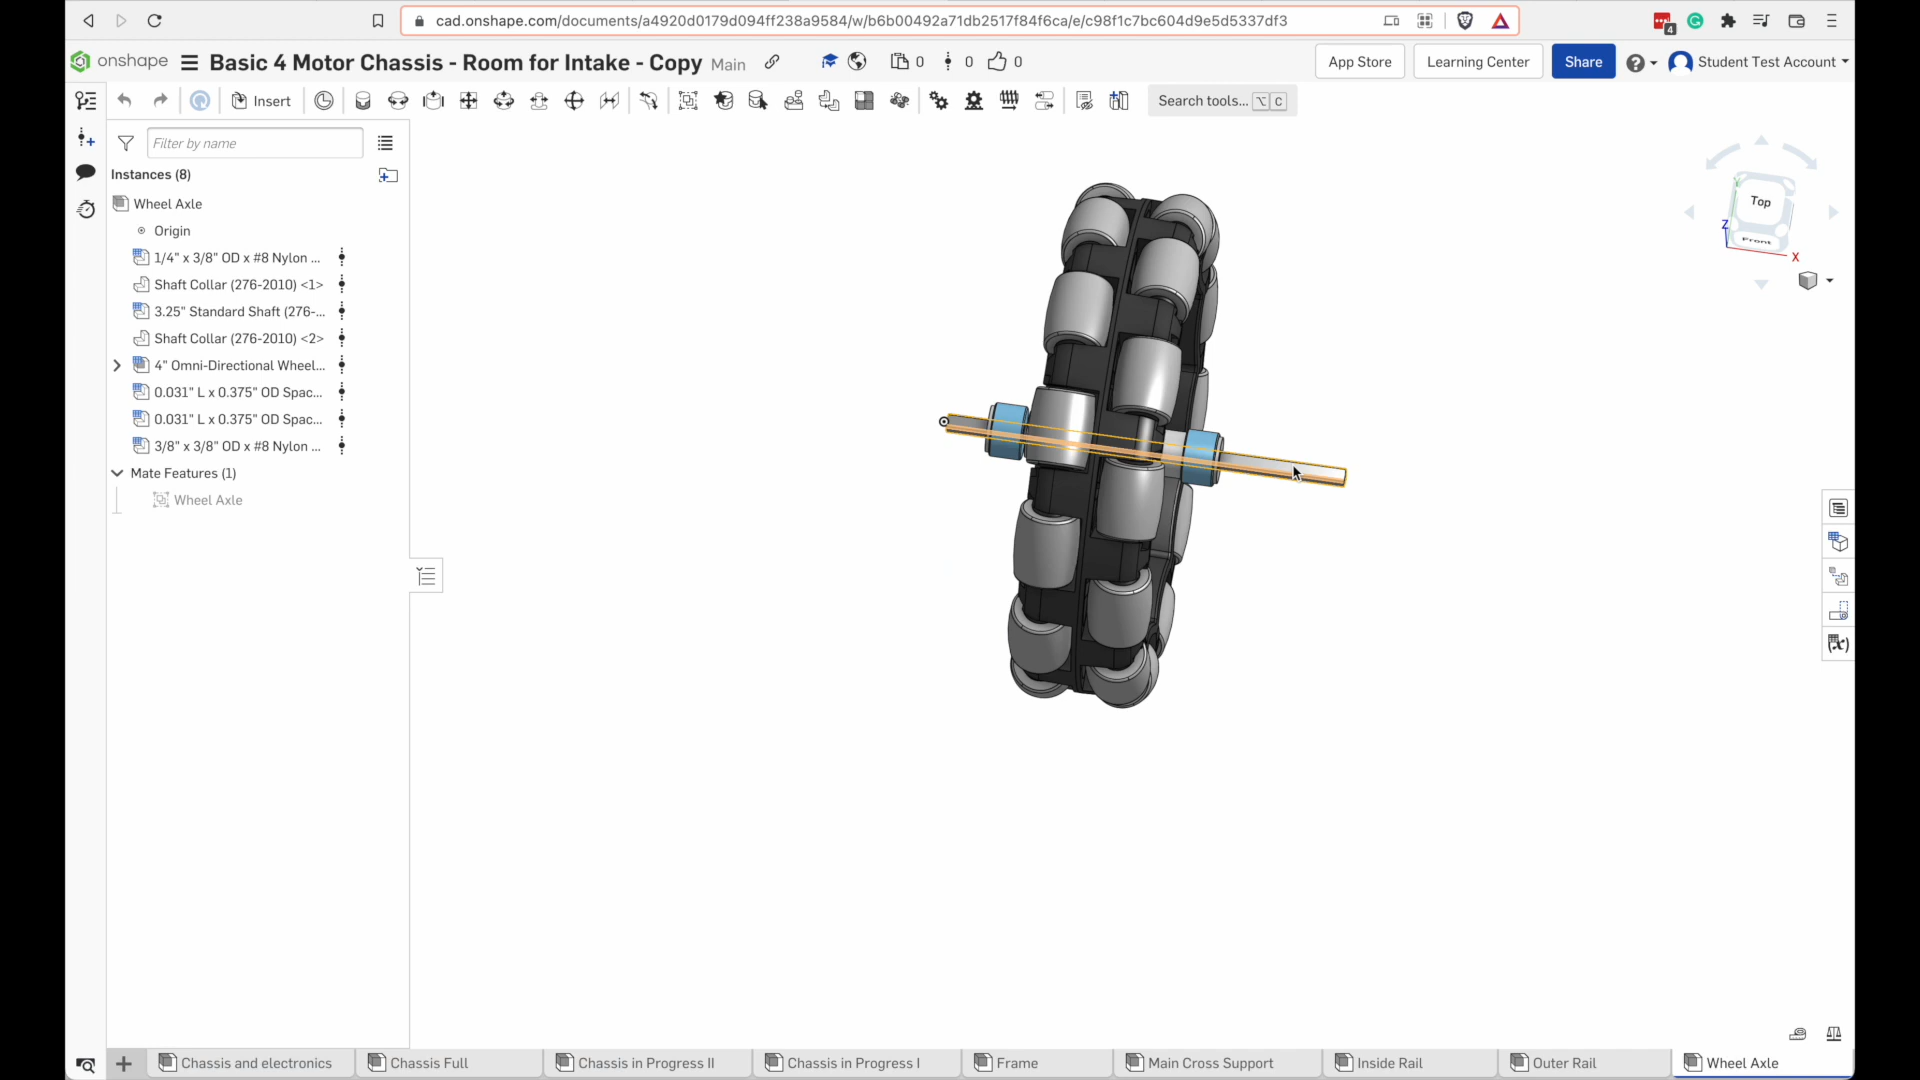 cad.onshape.com/documents/a4920d0179d094ff238a9584/w/b6b00492a71db2517f84f6ca/e/c98f1c7bc604d9e5d5337df3
4
onshape
Basic 4 Motor Chassis - Room for Intake - Copy Main
0
0
0
App Store
Learning Center
Share
Student Test Account
Insert
Search tools... ⌥ C
Filter by name
Instances (8)
Wheel Axle
Origin
1/4" x 3/8" OD x #8 Nylon ...
Shaft Collar (276-2010) <1>
3.25" Standard Shaft (276-...
Shaft Collar (276-2010) <2>
4" Omni-Directional Wheel...
0.031" L x 0.375" OD Spac...
0.031" L x 0.375" OD Spac...
3/8" x 3/8" OD x #8 Nylon ...
Mate Features (1)
Wheel Axle
Top
Front
Z
X
Y
(x)
Chassis and electronics
Chassis Full
Chassis in Progress II
Chassis in Progress I
Frame
Main Cross Support
Inside Rail
Outer Rail
Wheel Axle